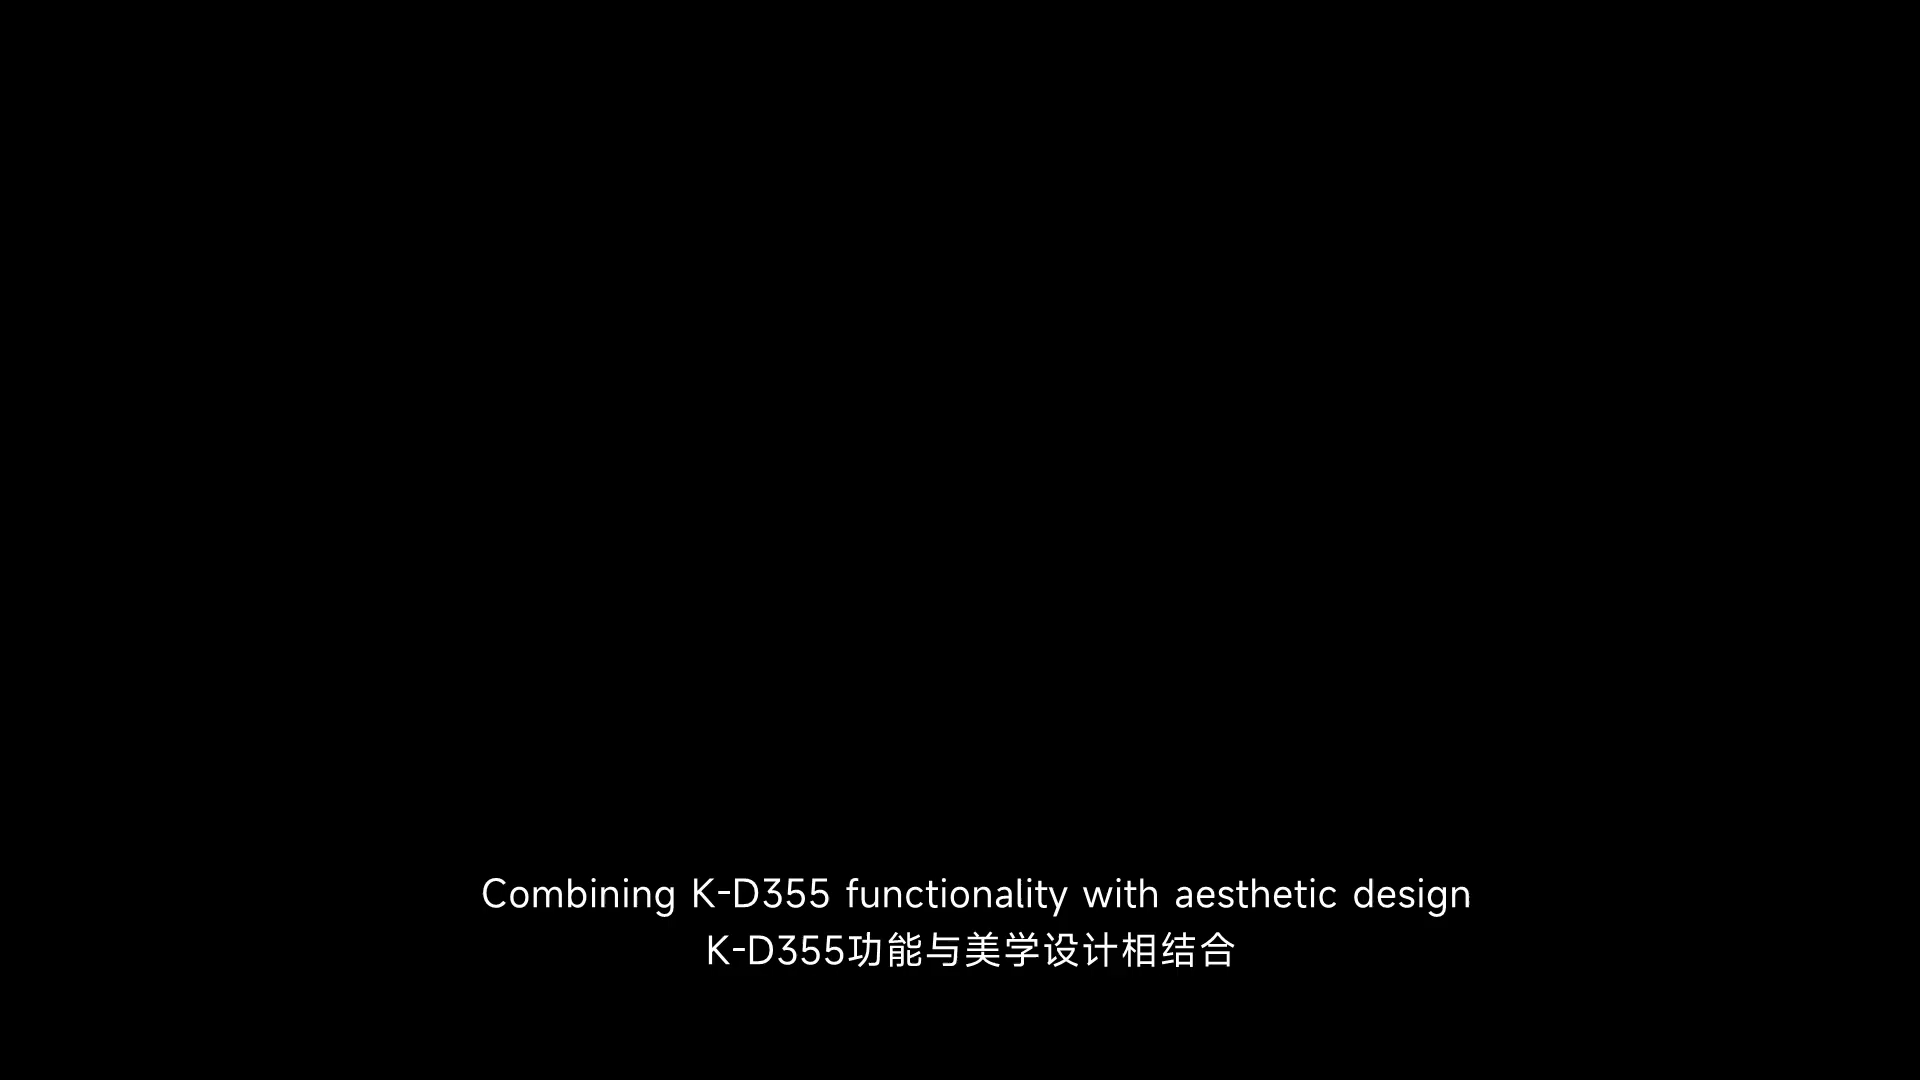 Combining K-D355 functionality with aesthetic design
K-D355功能与美学设计相结合